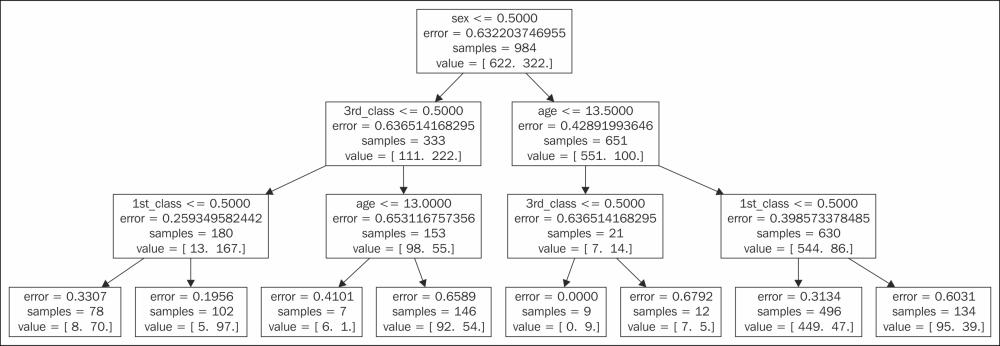 sex <= 0.5000
error = 0.632203746955
samples = 984
value = [ 622. 322.]
3rd_class <= 0.5000
error = 0.636514168295
samples = 333
value = [ 111. 222.]
age <= 13.5000
error = 0.42891993646
samples = 651
value = [ 551. 100.]
1st_class <= 0.5000
error = 0.259349582442
samples = 180
value = [ 13. 167.]
age <= 13.0000
error = 0.653116757356
samples = 153
value = [ 98. 55.]
3rd_class <= 0.5000
error = 0.636514168295
samples = 21
value = [ 7. 14.]
1st_class <= 0.5000
error = 0.398573378485
samples = 630
value = [ 544. 86.]
error = 0.3307
samples = 78
value = [ 8. 70.]
error = 0.1956
samples = 102
value = [ 5. 97.]
error = 0.4101
samples = 7
value = [ 6. 1.]
error = 0.6589
samples = 146
value = [ 92. 54.]
error = 0.0000
samples = 9
value = [ 0. 9.]
error = 0.6792
samples = 12
value = [ 7. 5.]
error = 0.3134
samples = 496
value = [ 449. 47.]
error = 0.6031
samples = 134
value = [ 95. 39.]